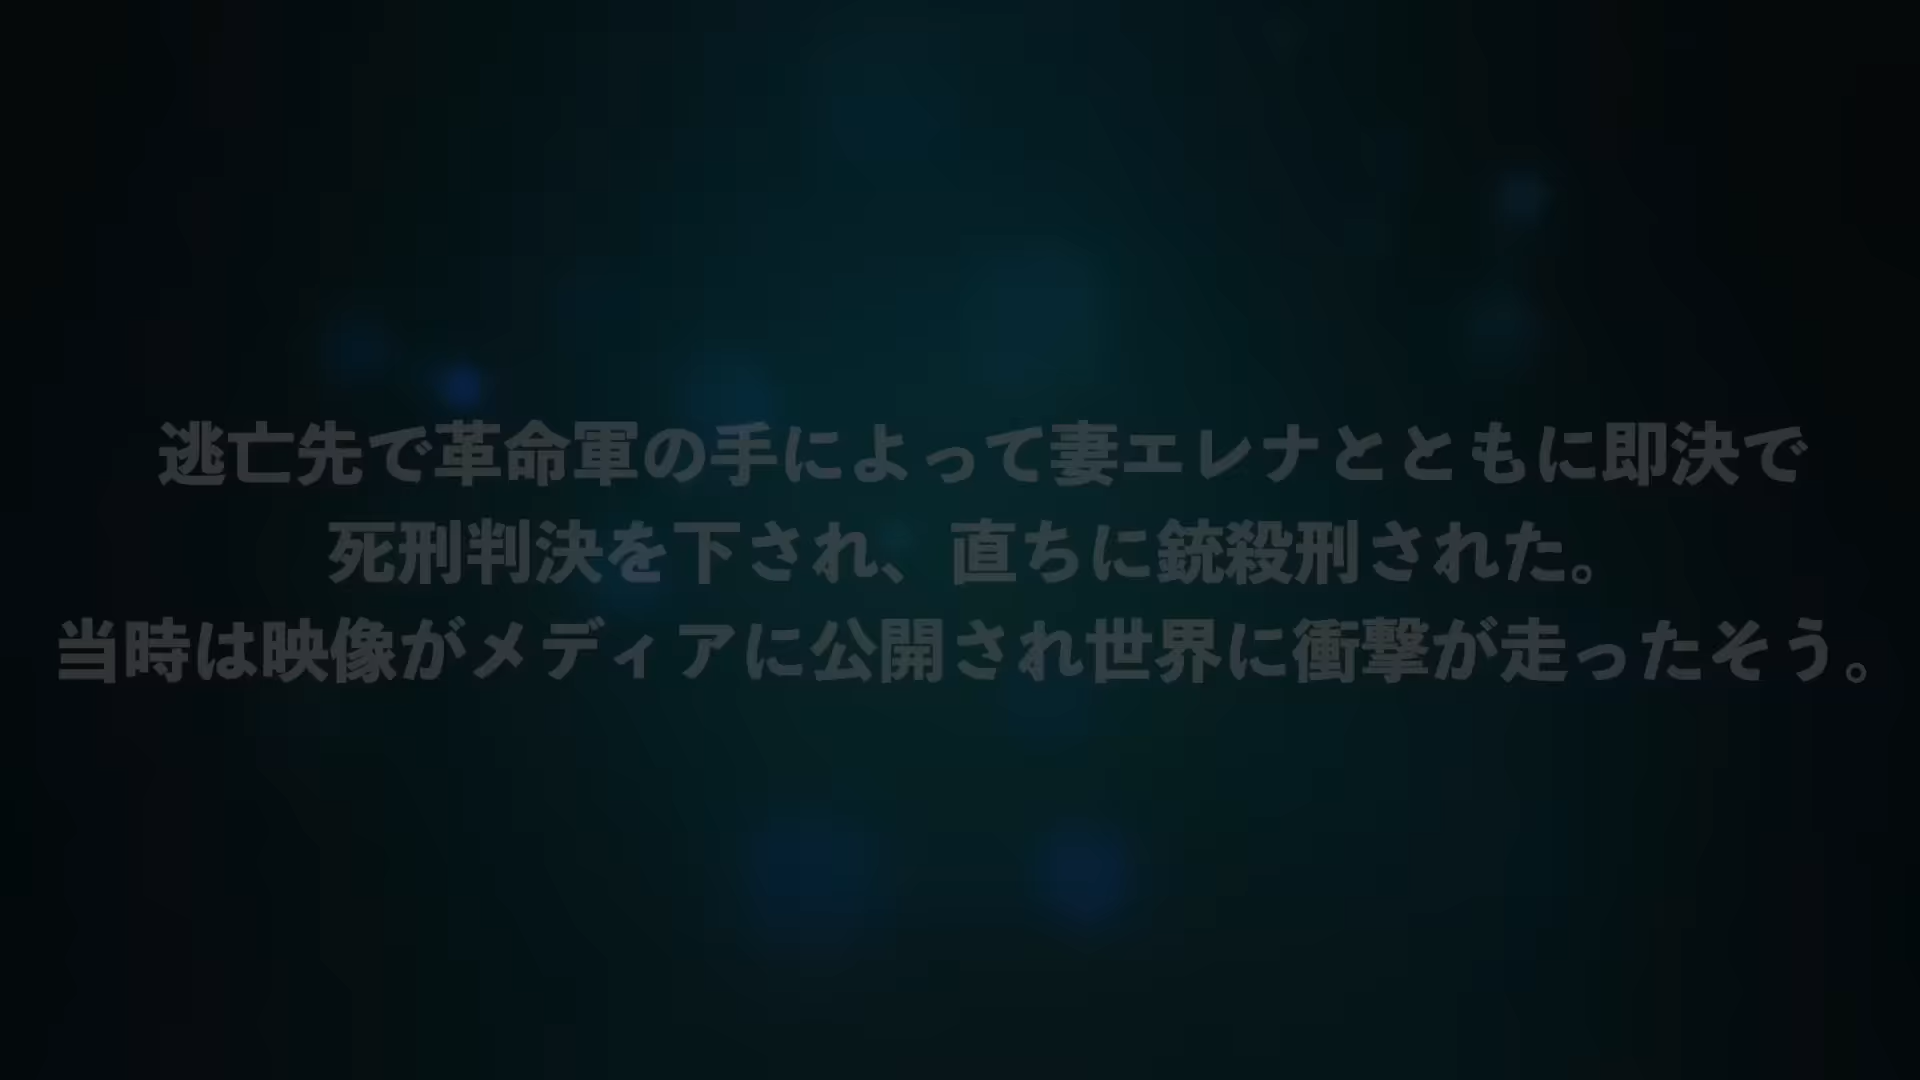 逃亡先で革命軍の手によって妻エレナとともに即決で
死刑判決を下され、直ちに銃殺刑された。
当時は映像がメディアに公開され世界に衝撃が走ったそう。